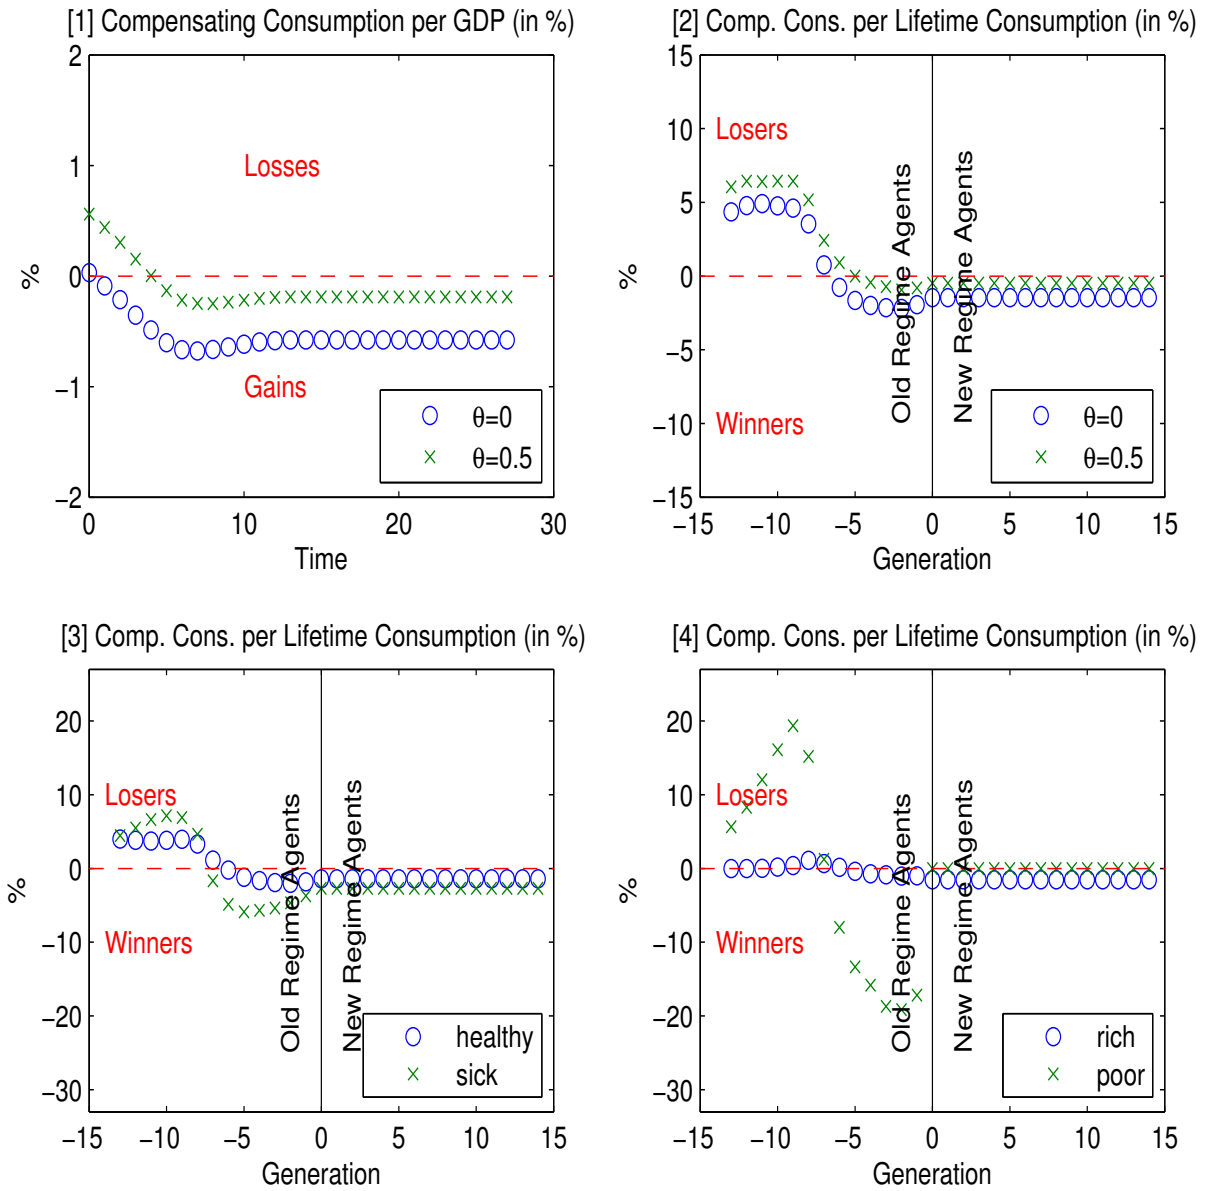 [1] Compensating Consumption per GDP (in %)
2
1
0
−1
−2
%
Losses
Gains
θ=0
θ=0.5
0 10 20 30
Time
[2] Comp. Cons. per Lifetime Consumption (in %)
15
10
5
0
−5
−10
−15
%
Losers
Winners
Old Regime Agents
New Regime Agents
θ=0
θ=0.5
−15 −10 −5 0 5 10 15
Generation
[3] Comp. Cons. per Lifetime Consumption (in %)
20
10
0
−10
−20
−30
%
Losers
Winners
Old Regime Agents
New Regime Agents
healthy
sick
−15 −10 −5 0 5 10 15
Generation
[4] Comp. Cons. per Lifetime Consumption (in %)
20
10
0
−10
−20
−30
%
Losers
Winners
Old Regime Agents
New Regime Agents
rich
poor
−15 −10 −5 0 5 10 15
Generation